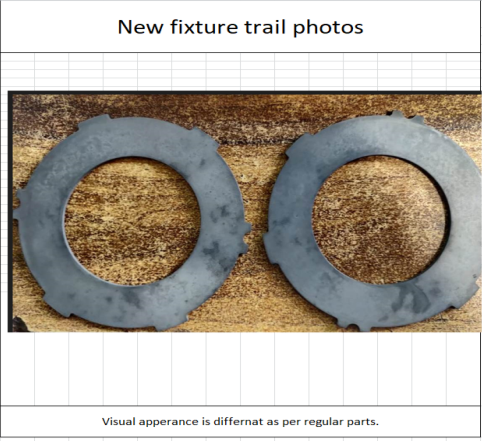 New fixture trail photos
Visual apperance is differnat as per regular parts.